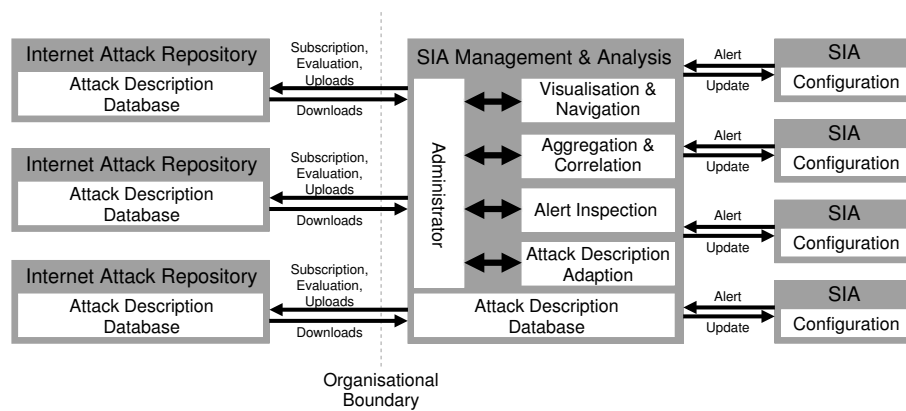 Internet Attack Repository
Attack Description
Database
Subscription,
Evaluation,
Uploads
Downloads
Internet Attack Repository
Attack Description
Database
Subscription,
Evaluation,
Uploads
Downloads
Internet Attack Repository
Attack Description
Database
Subscription,
Evaluation,
Uploads
Downloads
Organisational
Boundary
SIA Management & Analysis
Administrator
Visualisation &
Navigation
Aggregation &
Correlation
Alert Inspection
Attack Description
Adaption
Attack Description
Database
Alert
Update
SIA
Configuration
Alert
Update
SIA
Configuration
Alert
Update
SIA
Configuration
Alert
Update
SIA
Configuration